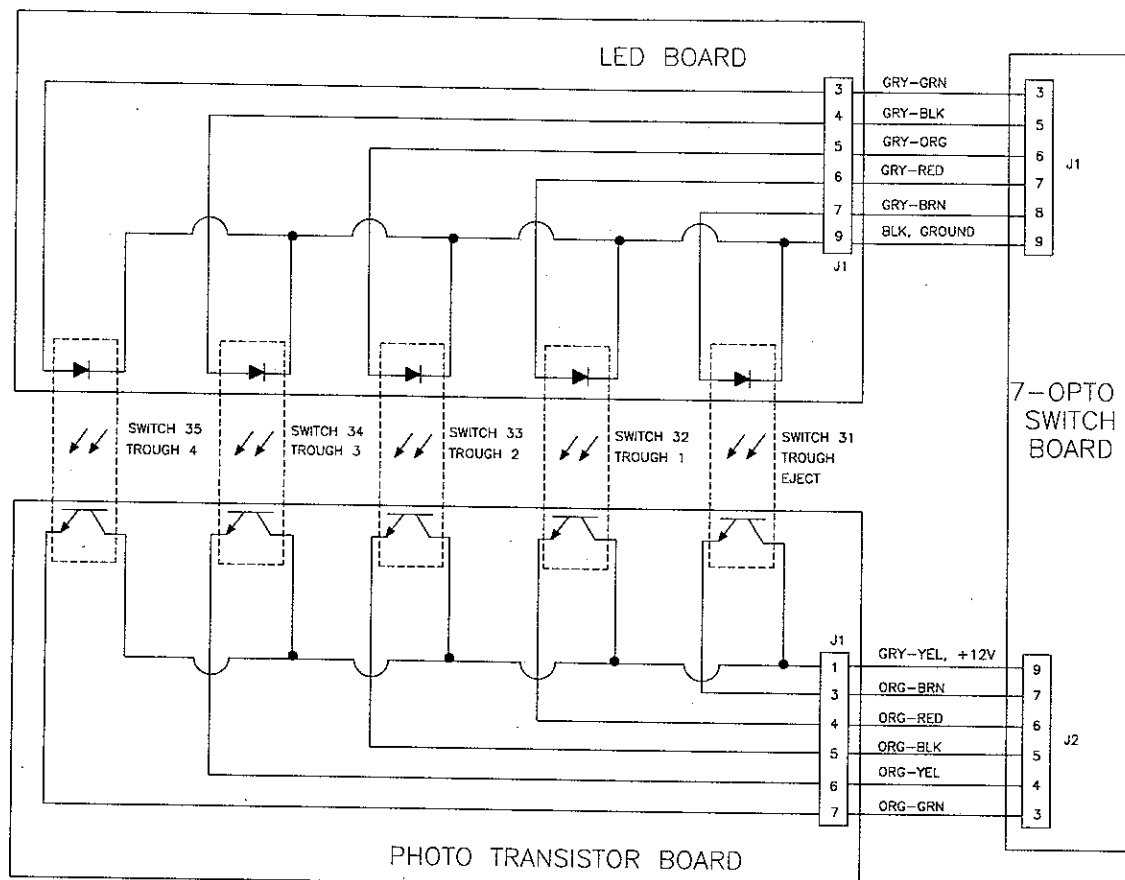 LED BOARD
3 GRY-GRN 3
4 GRY-BLK 5
5 GRY-ORG 6
6 GRY-RED 7
7 GRY-BRN 8
9 BLK, GROUND 9
J1
J1
SWITCH 35
TROUGH 4
SWITCH 34
TROUGH 3
SWITCH 33
TROUGH 2
SWITCH 32
TROUGH 1
SWITCH 31
TROUGH
EJECT
7-OPTO
SWITCH
BOARD
J1
1 GRY-YEL, +12V 9
3 ORG-BRN 7
4 ORG-RED 6
5 ORG-BLK 5
6 ORG-YEL 4
7 ORG-GRN 3
J2
PHOTO TRANSISTOR BOARD